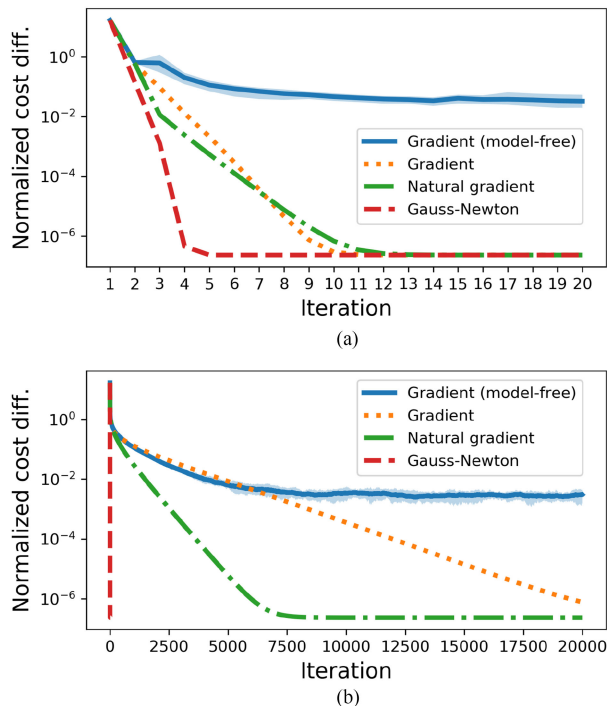 Normalized cost diff.
10^0
10^-2
10^-4
10^-6
Gradient (model-free)
Gradient
Natural gradient
Gauss-Newton
1 2 3 4 5 6 7 8 9 10 11 12 13 14 15 16 17 18 19 20
Iteration
(a)
Normalized cost diff.
10^0
10^-2
10^-4
10^-6
Gradient (model-free)
Gradient
Natural gradient
Gauss-Newton
0 2500 5000 7500 10000 12500 15000 17500 20000
Iteration
(b)